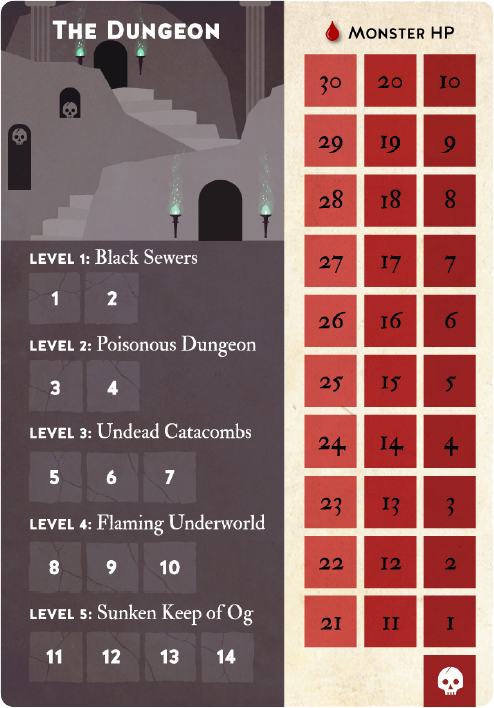 The Dungeon
Level 1: Black Sewers
1 2
Level 2: Poisonous Dungeon
3 4
Level 3: Undead Catacombs
5 6 7
Level 4: Flaming Underworld
8 9 10
Level 5: Sunken Keep of Og
11 12 13 14
Monster HP
30 20 10
29 19 9
28 18 8
27 17 7
26 16 6
25 15 5
24 14 4
23 13 3
22 12 2
21 11 1